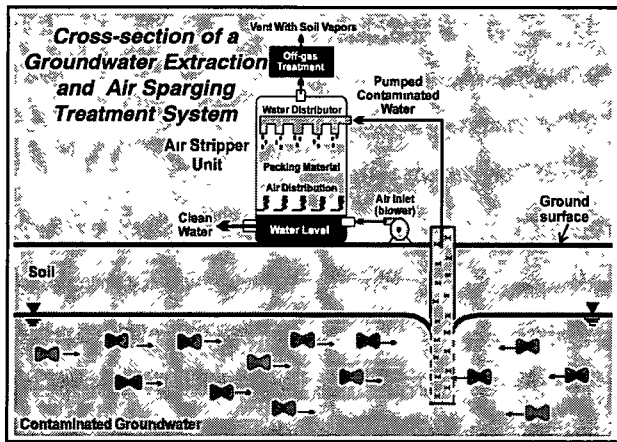 Cross-section of a
Groundwater Extraction
and Air Sparging
Treatment System
Vent With Soil Vapors
Off-gas
Treatment
Pumped
Contaminated
Water
Water Distributor
Air Stripper
Unit
Packing Material
Air Distribution
Air Inlet
(blower)
Clean
Water
Water Level
Ground
surface
Soil
Contaminated Groundwater